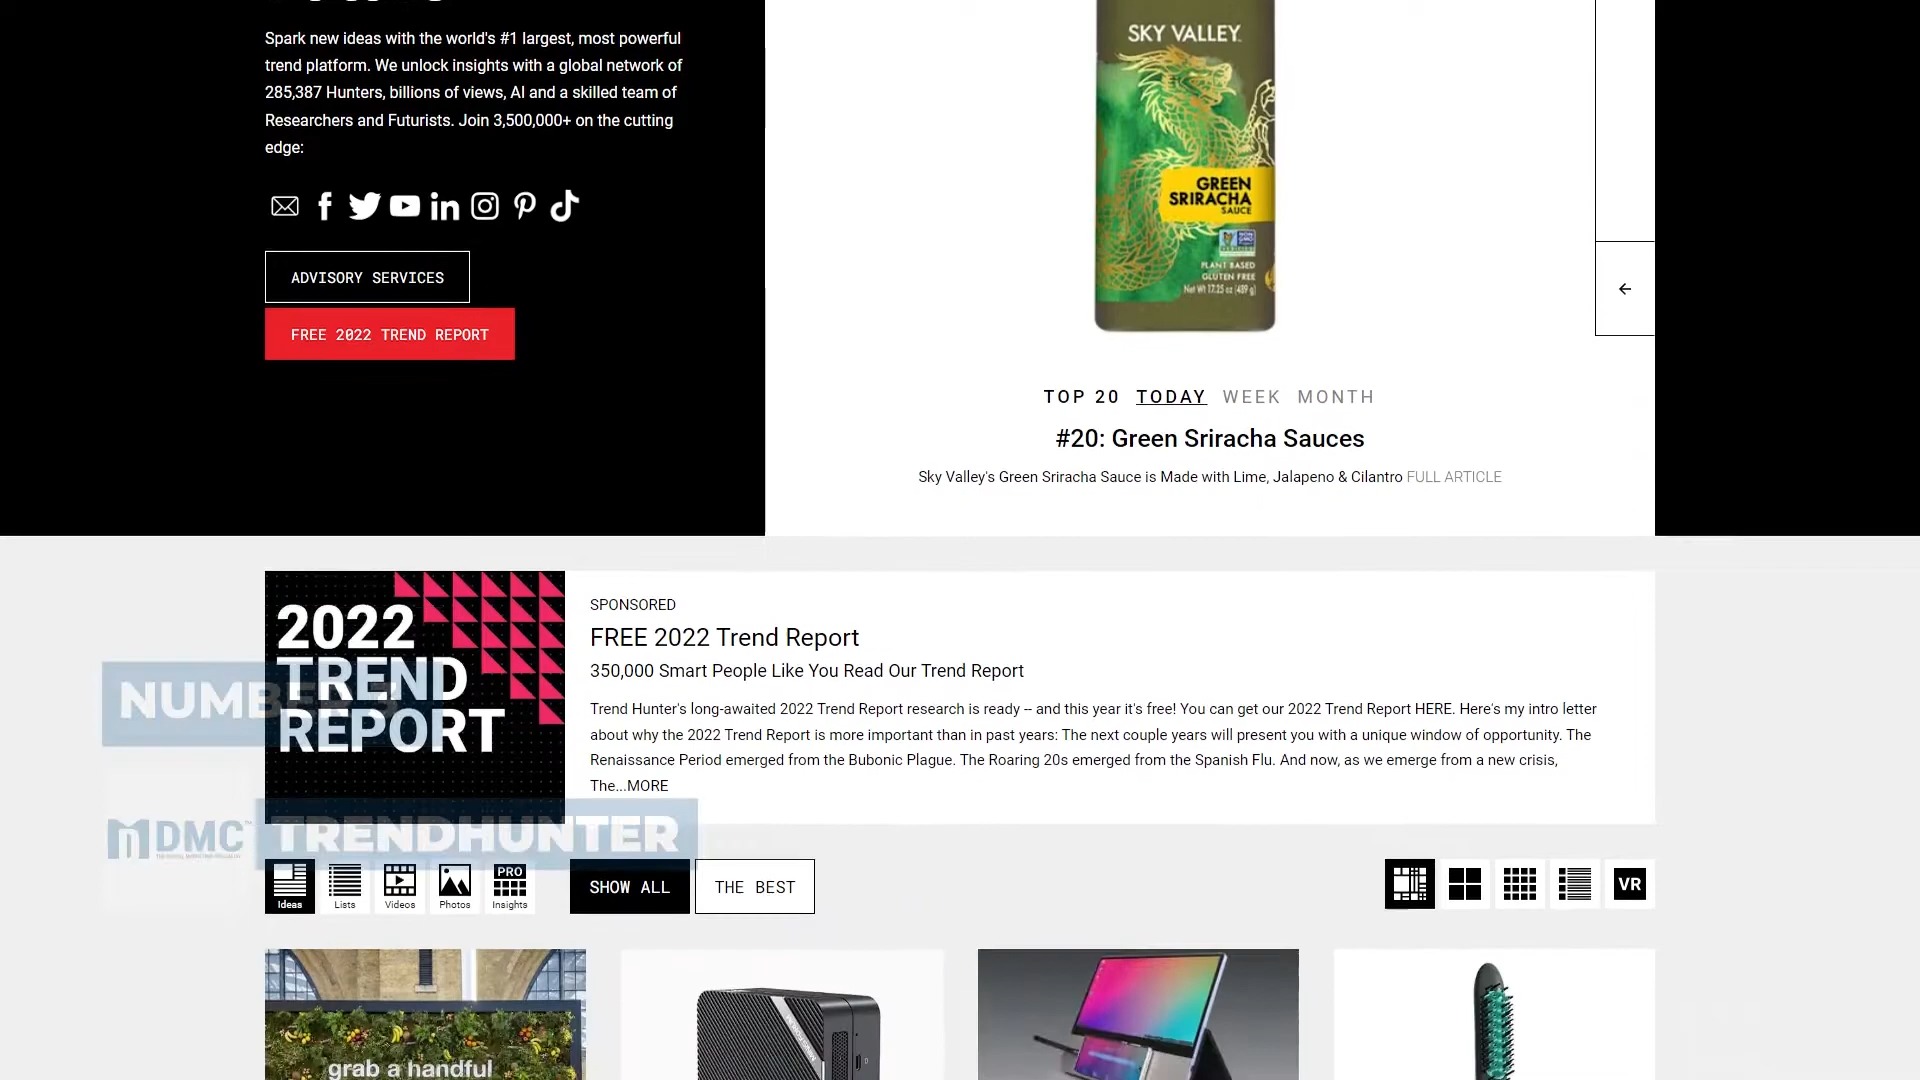 Spark new ideas with the world's #1 largest, most powerful
trend platform. We unlock insights with a global network of
285,387 Hunters, billions of views, AI and a skilled team of
Researchers and Futurists. Join 3,500,000+ on the cutting
edge:
ADVISORY SERVICES
FREE 2022 TREND REPORT
SKY VALLEY
GREEN
SRIRACHA
SAUCE
PLANT BASED
GLUTEN FREE
Net Wt 17.25 oz (489 g)
TOP 20 TODAY WEEK MONTH
#20: Green Sriracha Sauces
Sky Valley's Green Sriracha Sauce is Made with Lime, Jalapeno & Cilantro FULL ARTICLE
2022
TREND
REPORT
SPONSORED
FREE 2022 Trend Report
350,000 Smart People Like You Read Our Trend Report
Trend Hunter's long-awaited 2022 Trend Report research is ready -- and this year it's free! You can get our 2022 Trend Report HERE. Here's my intro letter
about why the 2022 Trend Report is more important than in past years: The next couple years will present you with a unique window of opportunity. The
Renaissance Period emerged from the Bubonic Plague. The Roaring 20s emerged from the Spanish Flu. And now, as we emerge from a new crisis,
The...MORE
NUMBER 3
DMC
TRENDHUNTER
Ideas
Lists
Videos
Photos
PRO
Insights
SHOW ALL
THE BEST
VR
grab a handful